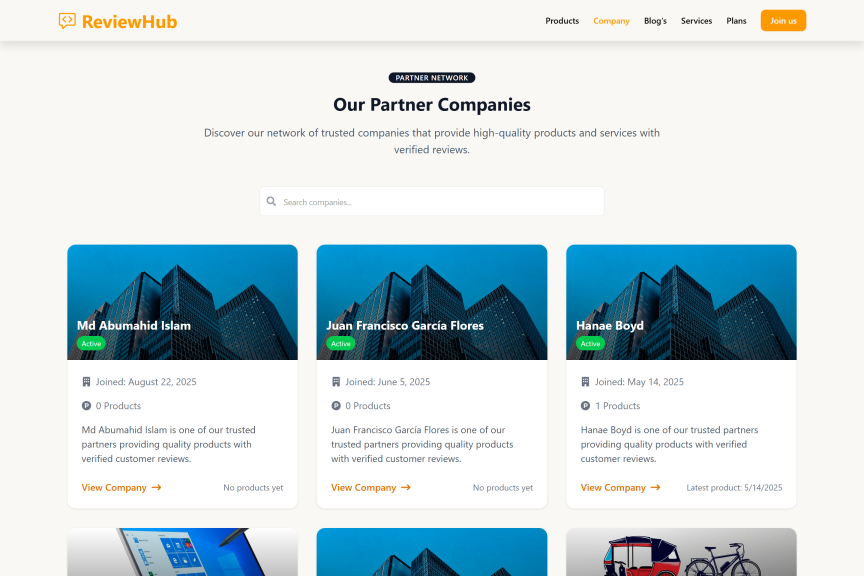 ReviewHub
Products Company Blog's Services Plans Join us
PARTNER NETWORK
Our Partner Companies
Discover our network of trusted companies that provide high-quality products and services with
verified reviews.
Search companies...
Md Abumahid Islam
Active
Joined: August 22, 2025
0 Products
Md Abumahid Islam is one of our trusted
partners providing quality products with
verified customer reviews.
View Company → No products yet
Juan Francisco García Flores
Active
Joined: June 5, 2025
0 Products
Juan Francisco García Flores is one of our
trusted partners providing quality products
with verified customer reviews.
View Company → No products yet
Hanae Boyd
Active
Joined: May 14, 2025
1 Products
Hanae Boyd is one of our trusted partners
providing quality products with verified
customer reviews.
View Company → Latest product: 5/14/2025